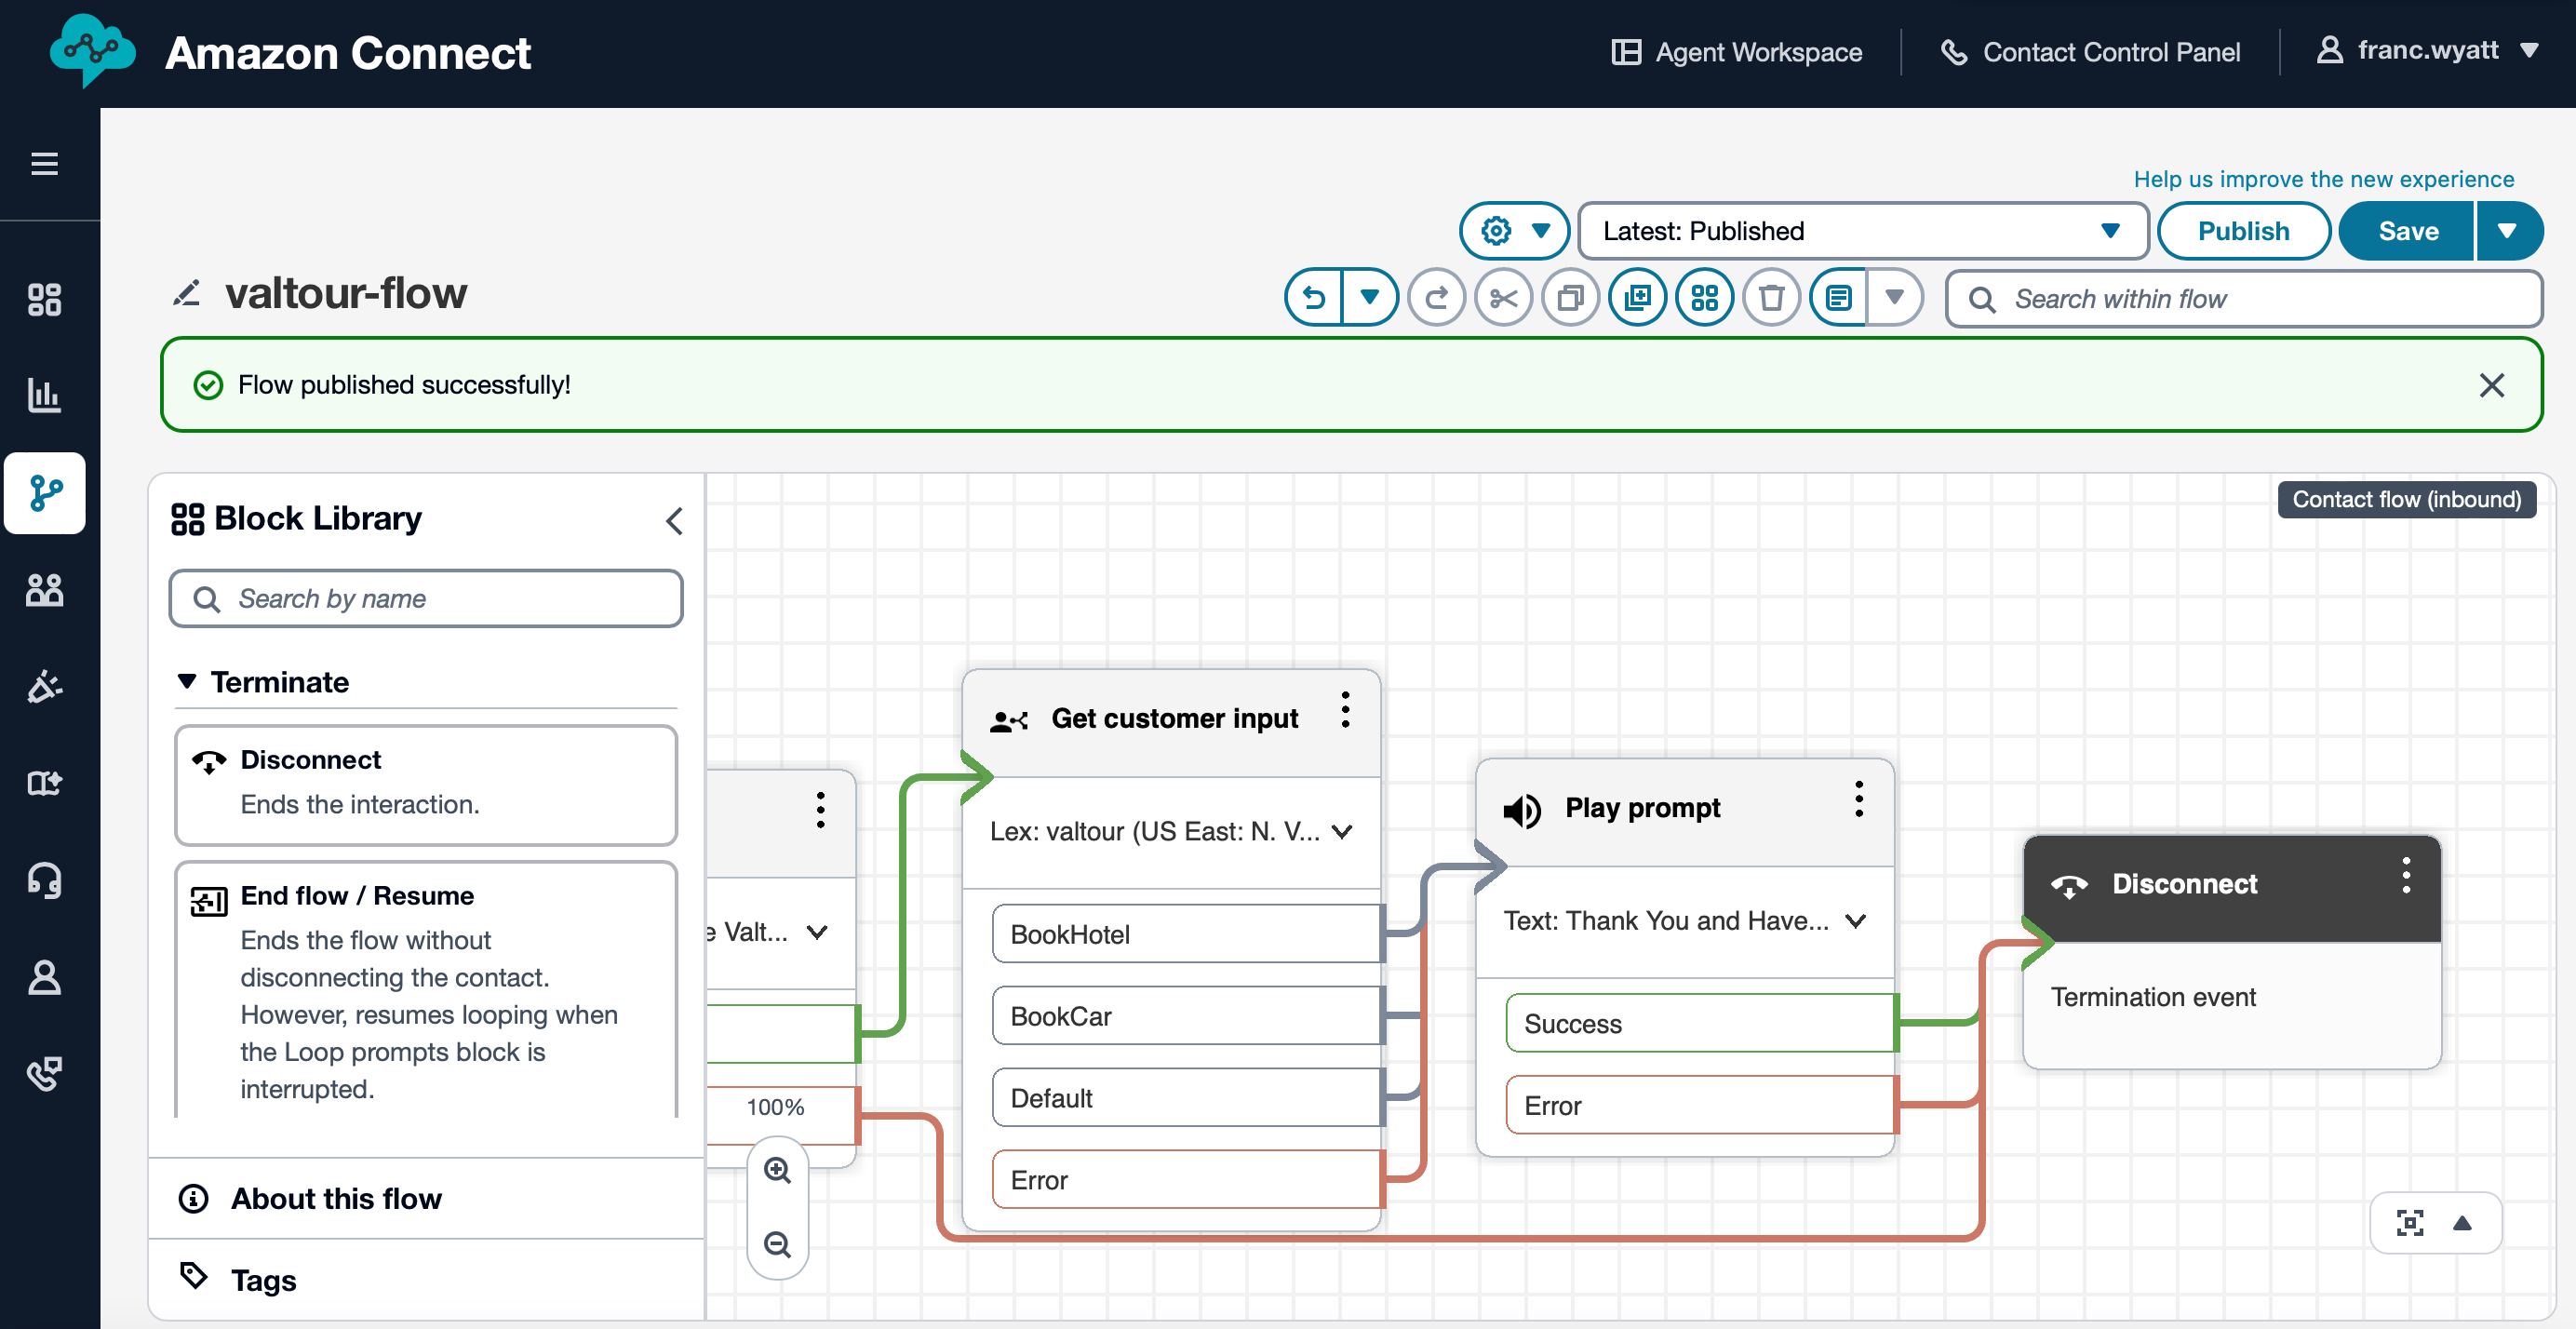 Amazon Connect
Agent Workspace
Contact Control Panel
franc.wyatt
Help us improve the new experience
Latest: Published
Publish
Save
valtour-flow
Search within flow
Flow published successfully!
Block Library
Search by name
Terminate
Disconnect
Ends the interaction.
End flow / Resume
Ends the flow without
disconnecting the contact.
However, resumes looping when
the Loop prompts block is
interrupted.
About this flow
Tags
Contact flow (inbound)
e Valt...
100%
Get customer input
Lex: valtour (US East: N. V...
BookHotel
BookCar
Default
Error
Play prompt
Text: Thank You and Have...
Success
Error
Disconnect
Termination event